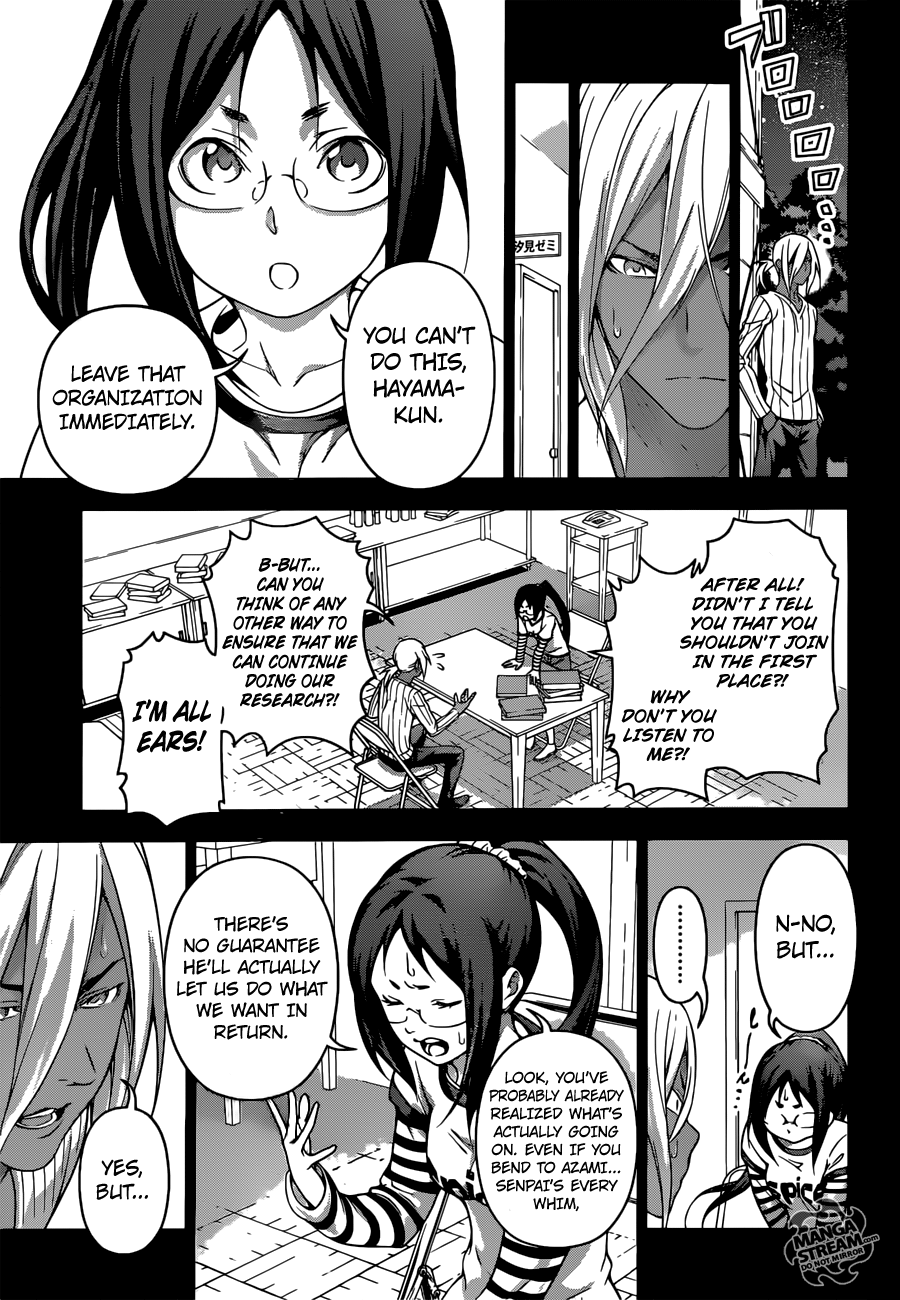 ブロロロロ...
汐見ゼミ
YOU CAN'T
DO THIS,
HAYAMA-
KUN.
LEAVE THAT
ORGANIZATION
IMMEDIATELY.
AFTER ALL!
DIDN'T I TELL
YOU THAT YOU
SHOULDN'T JOIN
IN THE FIRST
PLACE?!
WHY
DON'T YOU
LISTEN TO
ME?!
B-BUT...
CAN YOU
THINK OF ANY
OTHER WAY TO
ENSURE THAT WE
CAN CONTINUE
DOING OUR
RESEARCH?!
I'M ALL
EARS!
N-NO,
BUT...
.........
spice
LOOK, YOU'VE
PROBABLY ALREADY
REALIZED WHAT'S
ACTUALLY GOING
ON. EVEN IF YOU
BEND TO AZAMI...
SENPAI'S EVERY
WHIM,
THERE'S
NO GUARANTEE
HE'LL ACTUALLY
LET US DO WHAT
WE WANT IN
RETURN.
YES,
BUT...
MANGA
STREAM.com
DO NOT MIRROR